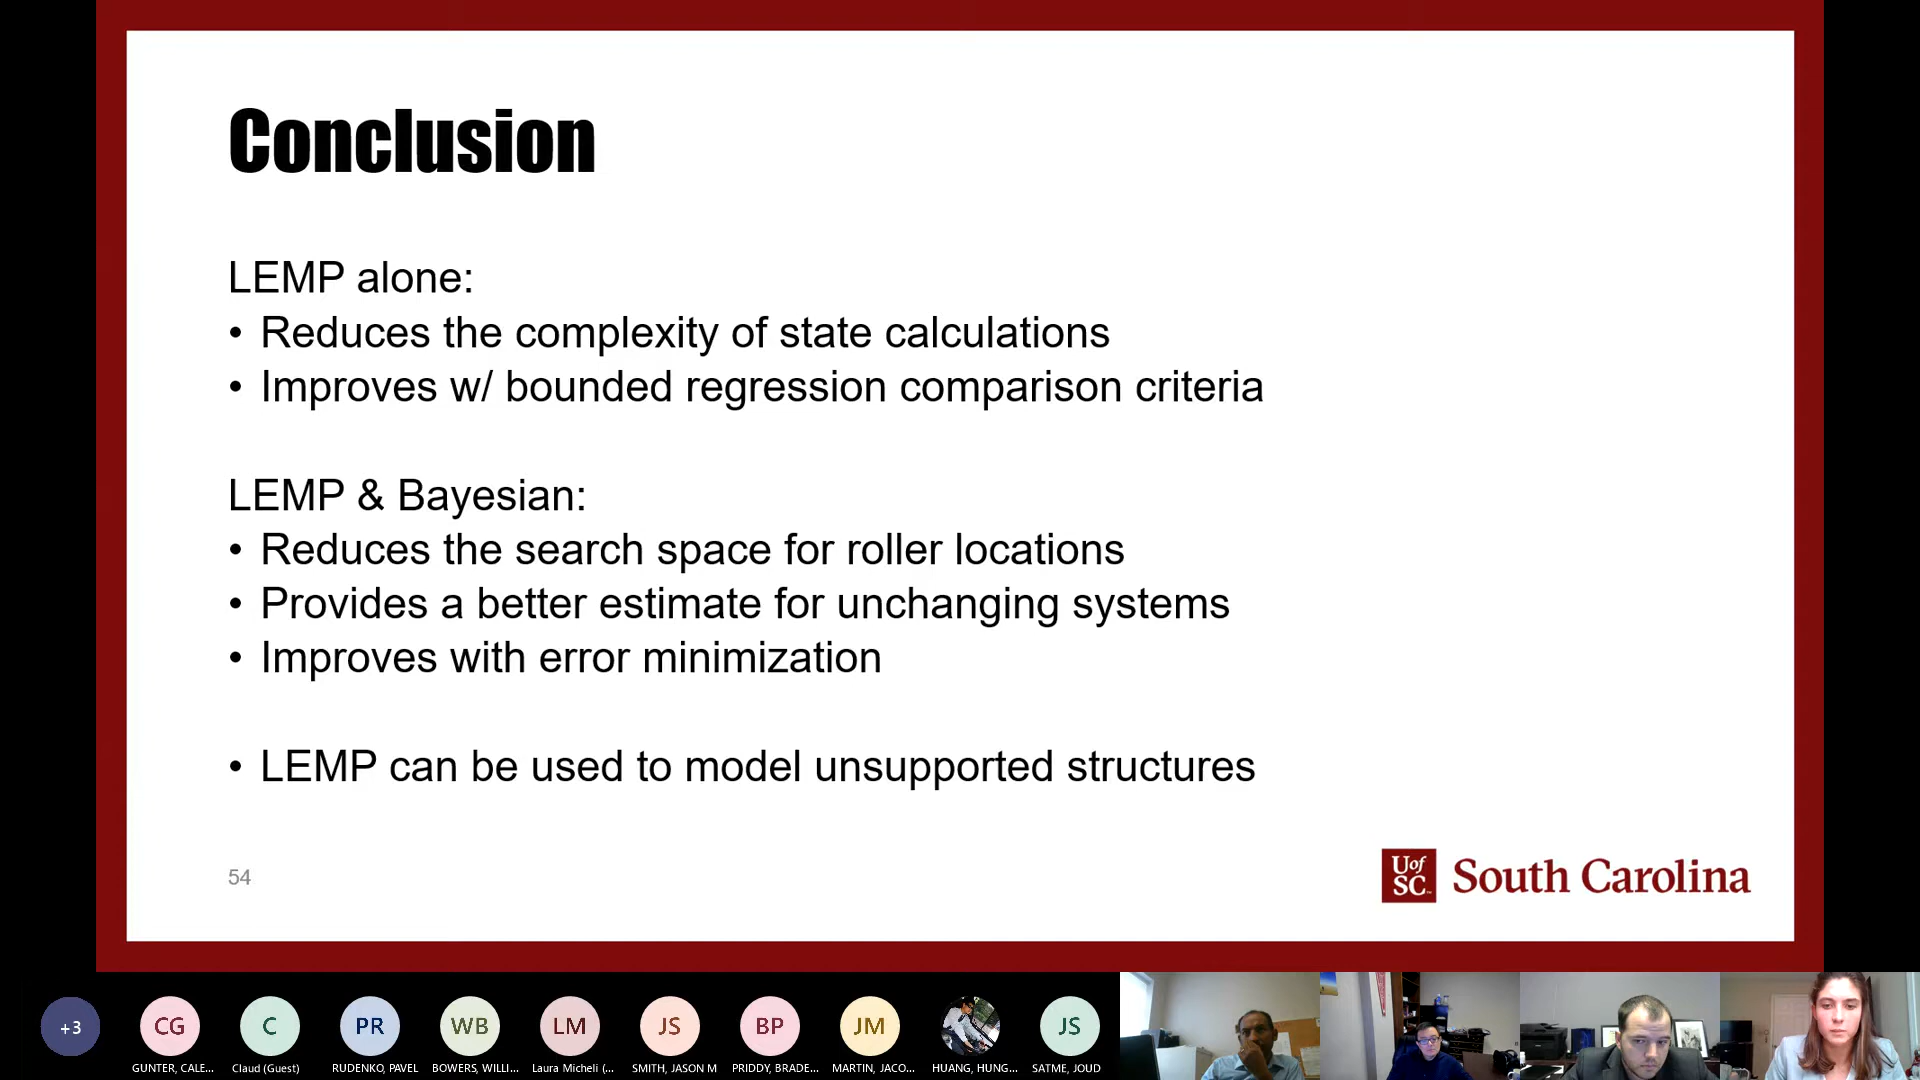 Conclusion
LEMP alone:
• Reduces the complexity of state calculations
• Improves w/ bounded regression comparison criteria
LEMP & Bayesian:
• Reduces the search space for roller locations
• Provides a better estimate for unchanging systems
• Improves with error minimization
• LEMP can be used to model unsupported structures
54
UofSC South Carolina
+3 CG C PR WB LM JS BP JM JS
GUNTER, CALE... Claud (Guest) RUDENKO, PAVEL BOWERS, WILLI... Laura Micheli (... SMITH, JASON M PRIDDY, BRADE... MARTIN, JACO... HUANG, HUNG... SATME, JOUD